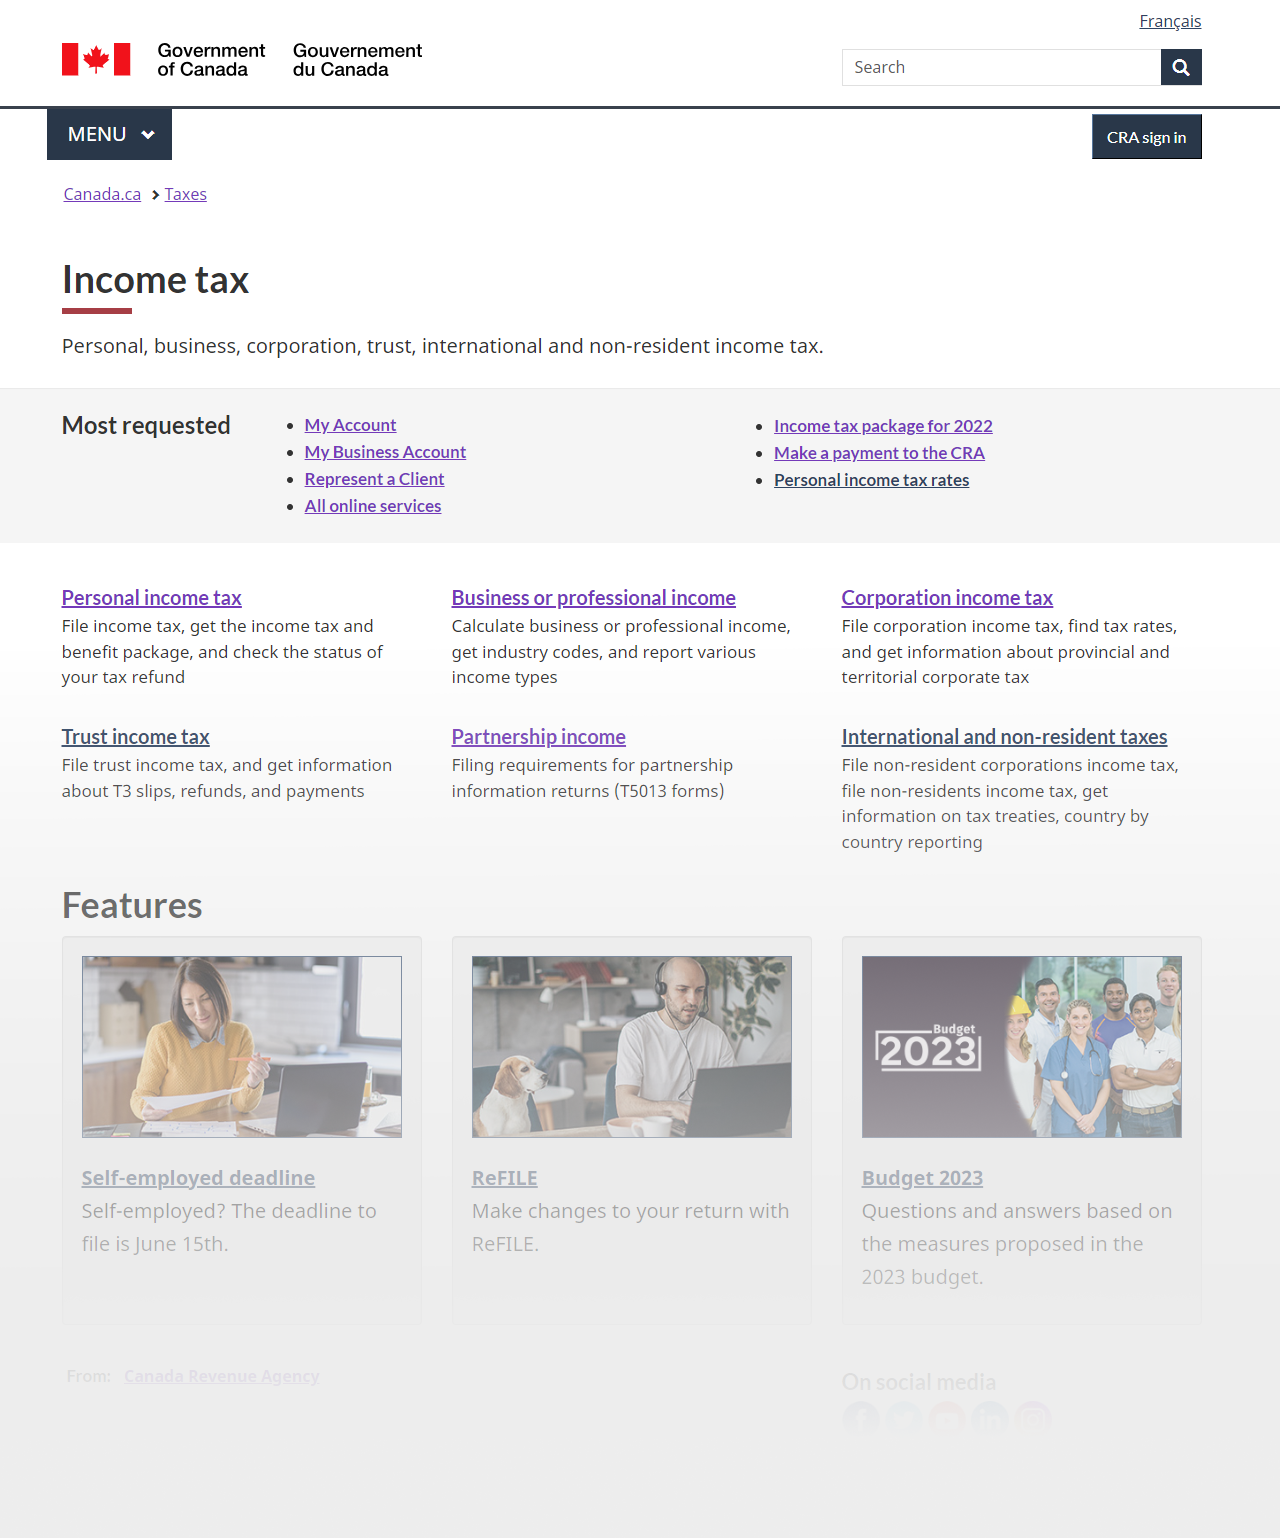 Français
Government
of Canada
Gouvernement
du Canada
Search
MENU
CRA sign in
Canada.ca
Taxes
Income tax
Personal, business, corporation, trust, international and non-resident income tax.
Most requested
My Account
My Business Account
Represent a Client
All online services
Income tax package for 2022
Make a payment to the CRA
Personal income tax rates
Personal income tax
File income tax, get the income tax and
benefit package, and check the status of
your tax refund
Business or professional income
Calculate business or professional income,
get industry codes, and report various
income types
Corporation income tax
File corporation income tax, find tax rates,
and get information about provincial and
territorial corporate tax
Trust income tax
File trust income tax, and get information
about T3 slips, refunds, and payments
Partnership income
Filing requirements for partnership
information returns (T5013 forms)
International and non-resident taxes
File non-resident corporations income tax,
file non-residents income tax, get
information on tax treaties, country by
country reporting
Features
Self-employed deadline
Self-employed? The deadline to
file is June 15th.
ReFILE
Make changes to your return with
ReFILE.
Budget
2023
Budget 2023
Questions and answers based on
the measures proposed in the
2023 budget.
From: Canada Revenue Agency
On social media